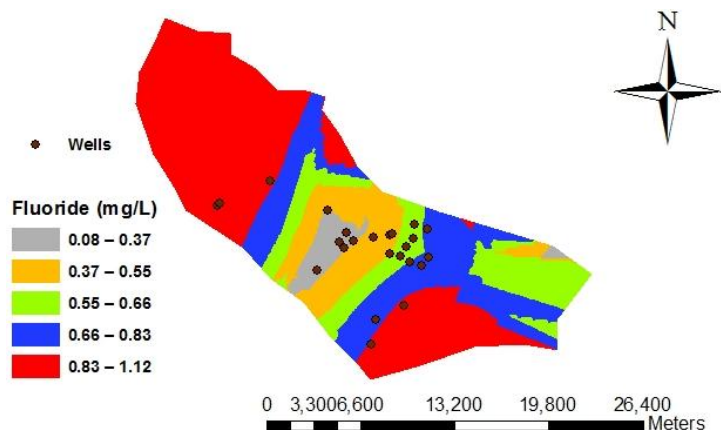 N
Wells
Fluoride (mg/L)
0.08 – 0.37
0.37 – 0.55
0.55 – 0.66
0.66 – 0.83
0.83 – 1.12
0 3,3006,600 13,200 19,800 26,400
Meters